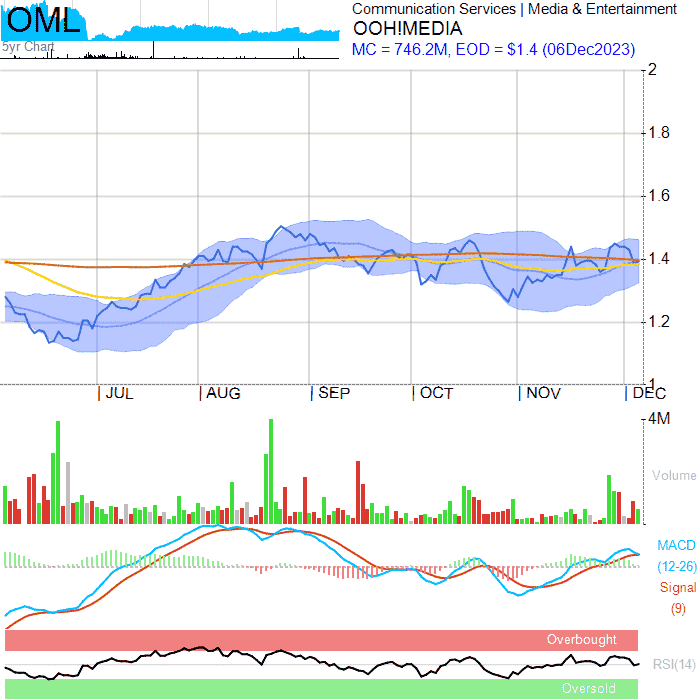 OML
5yr Chart
Communication Services | Media & Entertainment
OOH!MEDIA
MC = 746.2M, EOD = $1.4 (06Dec2023)
2
1.8
1.6
1.4
1.2
1
| JUL
| AUG
| SEP
| OCT
| NOV
| DEC
4M
Volume
MACD
(12-26)
Signal
(9)
Overbought
RSI(14)
Oversold